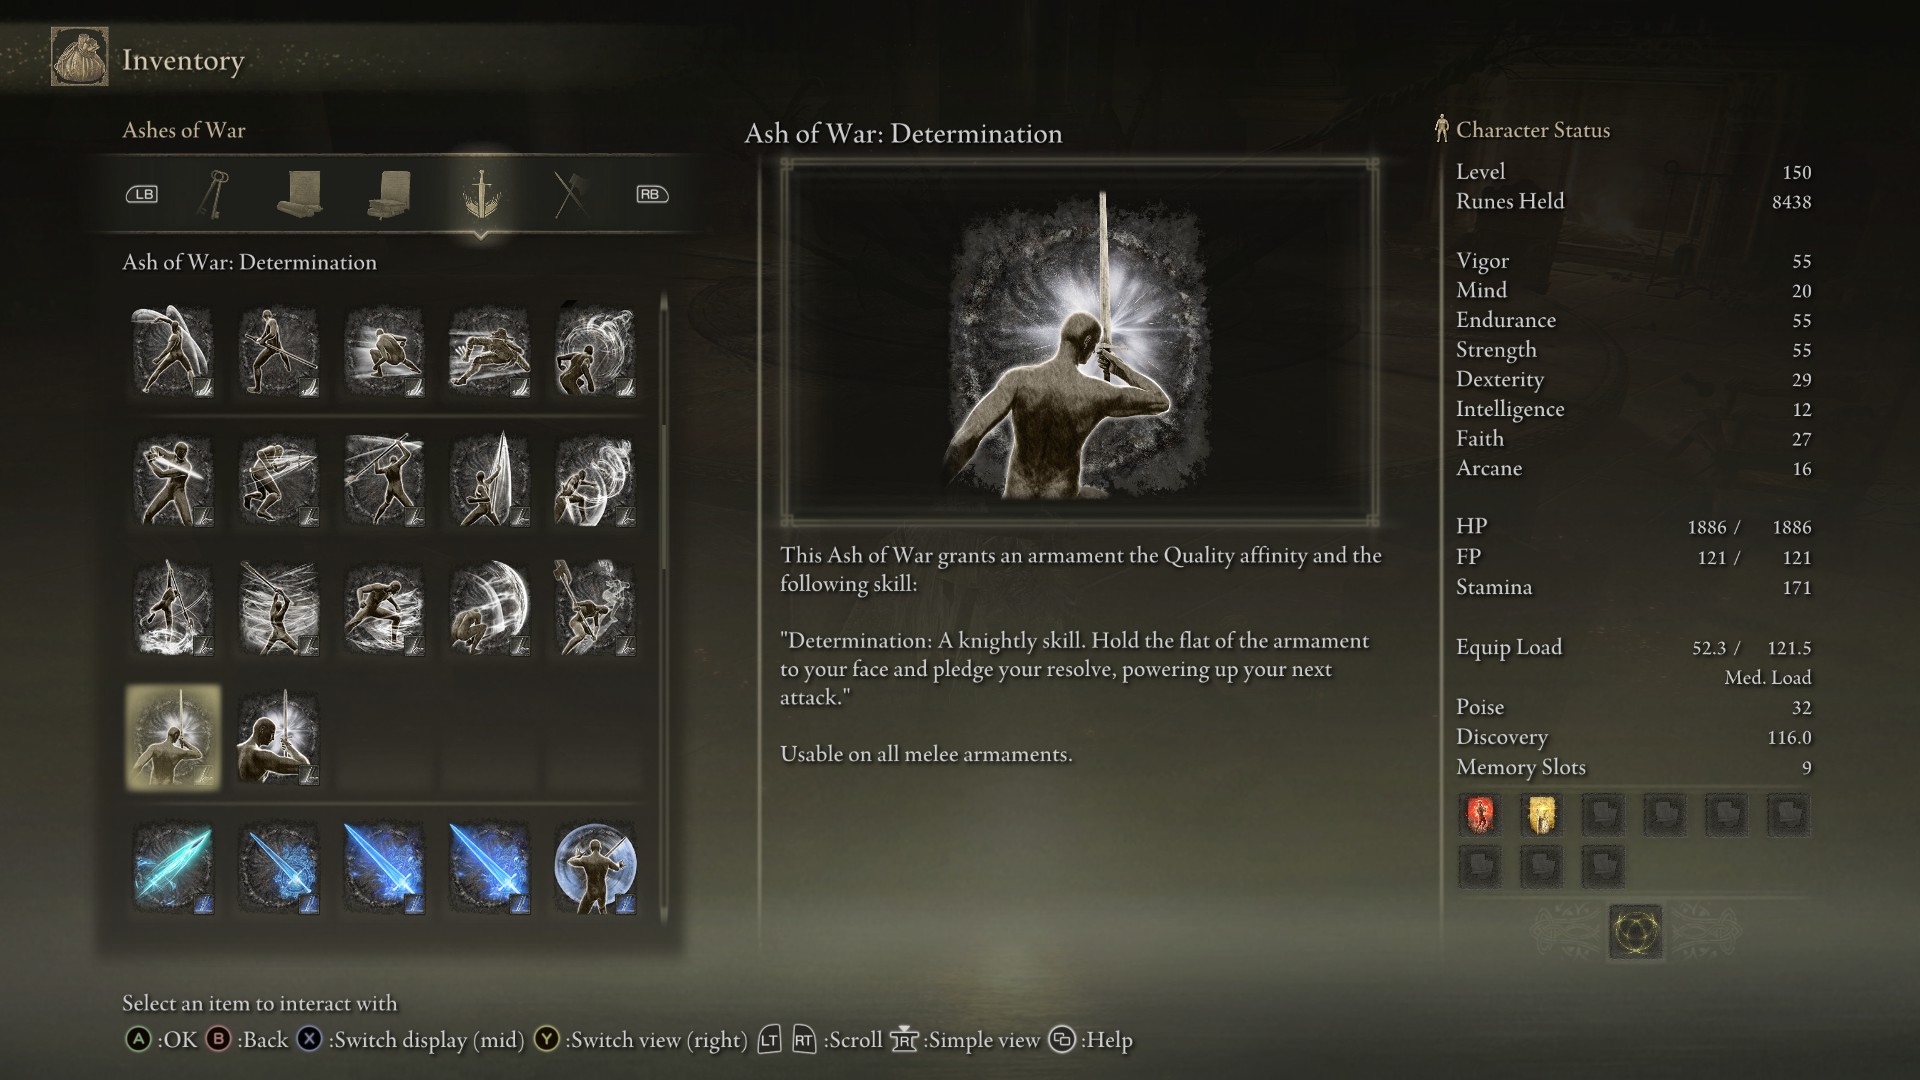 Inventory
Ashes of War
LB
RB
Ash of War: Determination
Ash of War: Determination
This Ash of War grants an armament the Quality affinity and the
following skill:
"Determination: A knightly skill. Hold the flat of the armament
to your face and pledge your resolve, powering up your next
attack."
Usable on all melee armaments.
Character Status
Level 150
Runes Held 8438
Vigor 55
Mind 20
Endurance 55
Strength 55
Dexterity 29
Intelligence 12
Faith 27
Arcane 16
HP 1886 / 1886
FP 121 / 121
Stamina 171
Equip Load 52.3 / 121.5
Med. Load
Poise 32
Discovery 116.0
Memory Slots 9
Select an item to interact with
A :OK B :Back X :Switch display (mid) Y :Switch view (right) LT RT :Scroll R :Simple view :Help